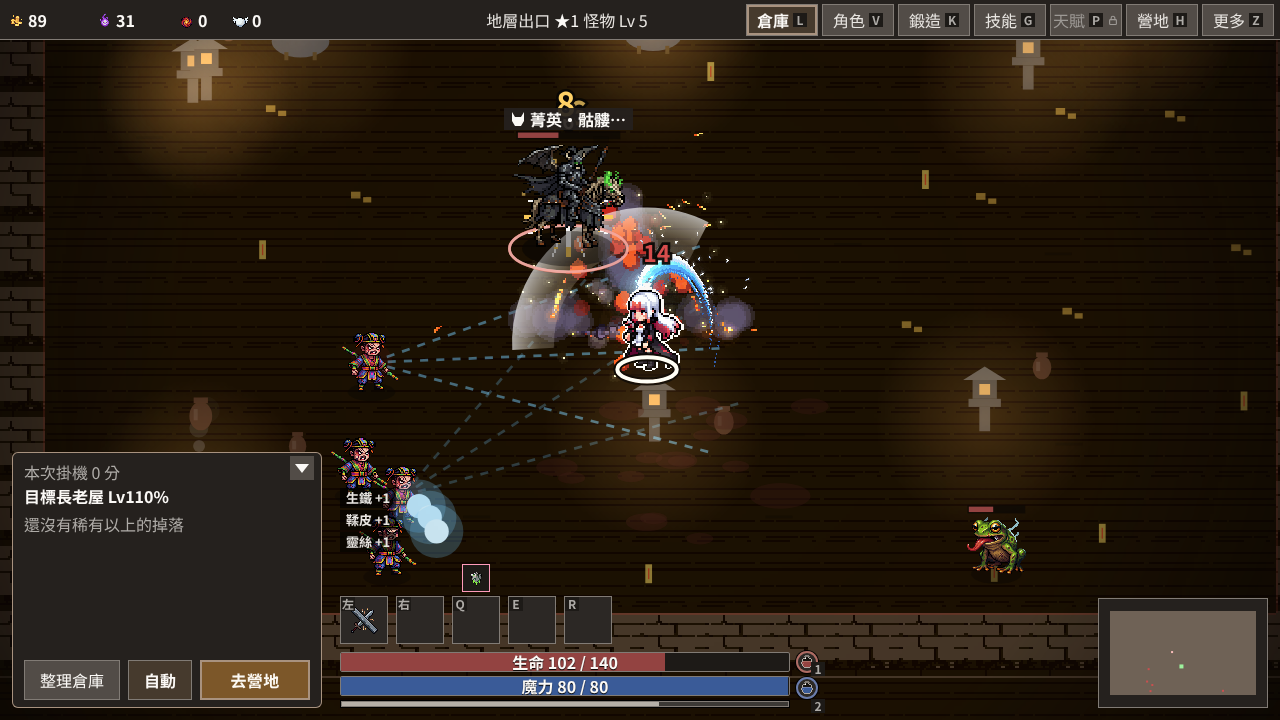 89 31 0 0
地層出口 ★1 怪物 Lv 5
倉庫 L 角色 V 鍛造 K 技能 G 天賦 P 營地 H 更多 Z
8
菁英・骷髏⋯
14
本次掛機 0 分
目標長老屋 Lv110%
還沒有稀有以上的掉落
生鐵 +1
鞣皮 +1
靈絲 +1
左 右 Q E R
整理倉庫 自動 去營地
生命 102 / 140
1
魔力 80 / 80
2